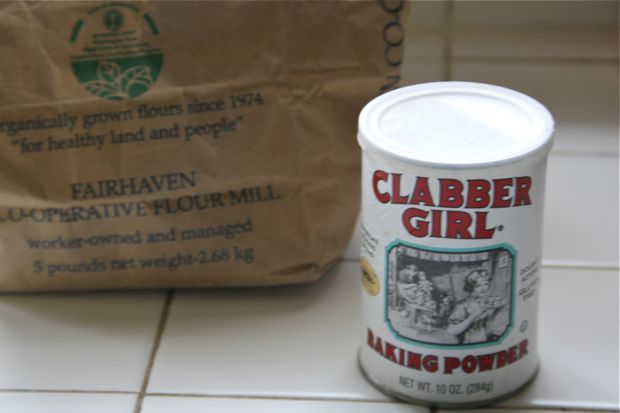 organically grown flours since 1974
"for healthy land and people"
FAIRHAVEN
CO-OPERATIVE FLOUR MILL
worker-owned and managed
5 pounds net weight-2.68 kg
CLABBER
GIRL®
BAKING POWDER
NET WT. 10 OZ. (284g)